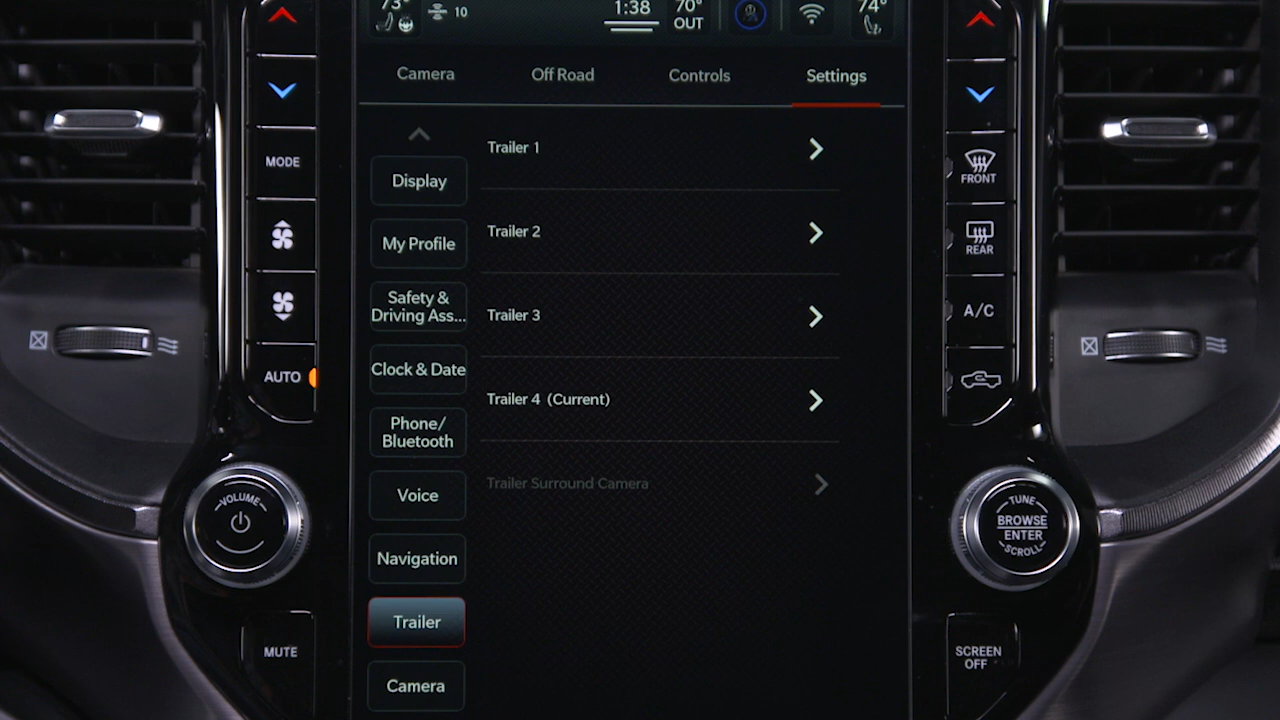 73°
10
1:38
70°
OUT
74°
Camera
Off Road
Controls
Settings
MODE
AUTO
Display
My Profile
Safety &
Driving Ass...
Clock & Date
Phone/
Bluetooth
Voice
Navigation
Trailer
Camera
Trailer 1
Trailer 2
Trailer 3
Trailer 4 (Current)
Trailer Surround Camera
FRONT
REAR
A/C
VOLUME
MUTE
TUNE
BROWSE
ENTER
SCROLL
SCREEN
OFF